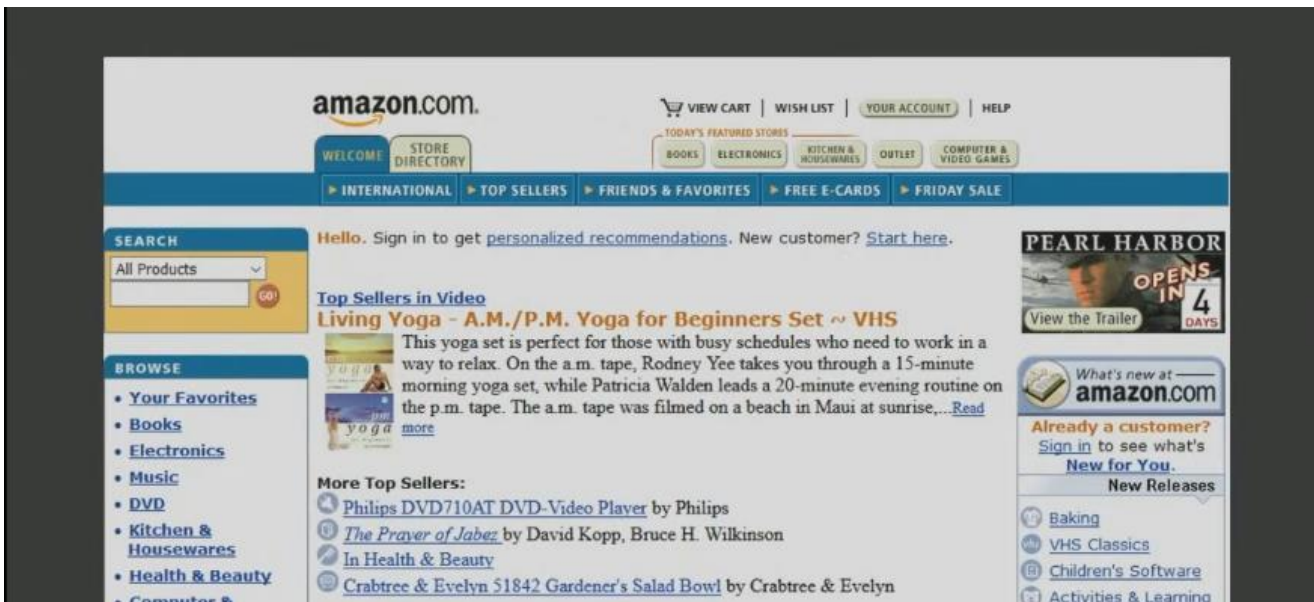 amazon.com.
VIEW CART | WISH LIST | YOUR ACCOUNT | HELP
WELCOME
STORE
DIRECTORY
TODAY'S FEATURED STORES
BOOKS
ELECTRONICS
KITCHEN &
HOUSEWARES
OUTLET
COMPUTER &
VIDEO GAMES
INTERNATIONAL
TOP SELLERS
FRIENDS & FAVORITES
FREE E-CARDS
FRIDAY SALE
SEARCH
All Products
GO!
BROWSE
• Your Favorites
• Books
• Electronics
• Music
• DVD
• Kitchen &
Housewares
• Health & Beauty
• Computer &
Hello. Sign in to get personalized recommendations. New customer? Start here.
Top Sellers in Video
Living Yoga - A.M./P.M. Yoga for Beginners Set ~ VHS
yoga
p.m.
yoga
This yoga set is perfect for those with busy schedules who need to work in a
way to relax. On the a.m. tape, Rodney Yee takes you through a 15-minute
morning yoga set, while Patricia Walden leads a 20-minute evening routine on
the p.m. tape. The a.m. tape was filmed on a beach in Maui at sunrise,...Read
more
More Top Sellers:
Philips DVD710AT DVD-Video Player by Philips
The Prayer of Jabez by David Kopp, Bruce H. Wilkinson
In Health & Beauty
Crabtree & Evelyn 51842 Gardener's Salad Bowl by Crabtree & Evelyn
PEARL HARBOR
OPENS
IN 4
DAYS
View the Trailer
What's new at
amazon.com
Already a customer?
Sign in to see what's
New for You.
New Releases
Baking
VHS Classics
Children's Software
Activities & Learning